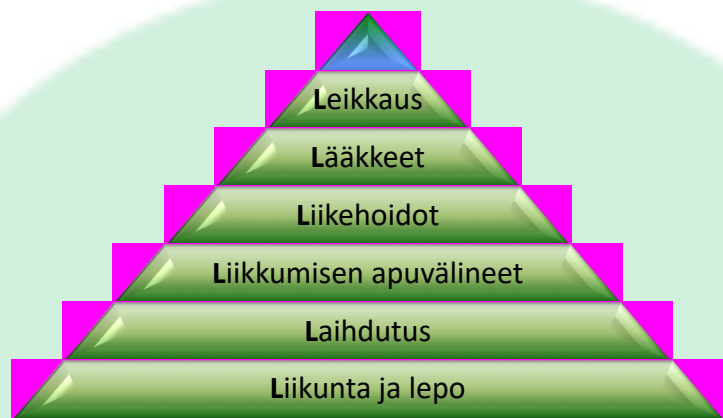 Leikkaus
Lääkkeet
Liikehoidot
Liikkumisen apuvälineet
Laihdutus
Liikunta ja lepo